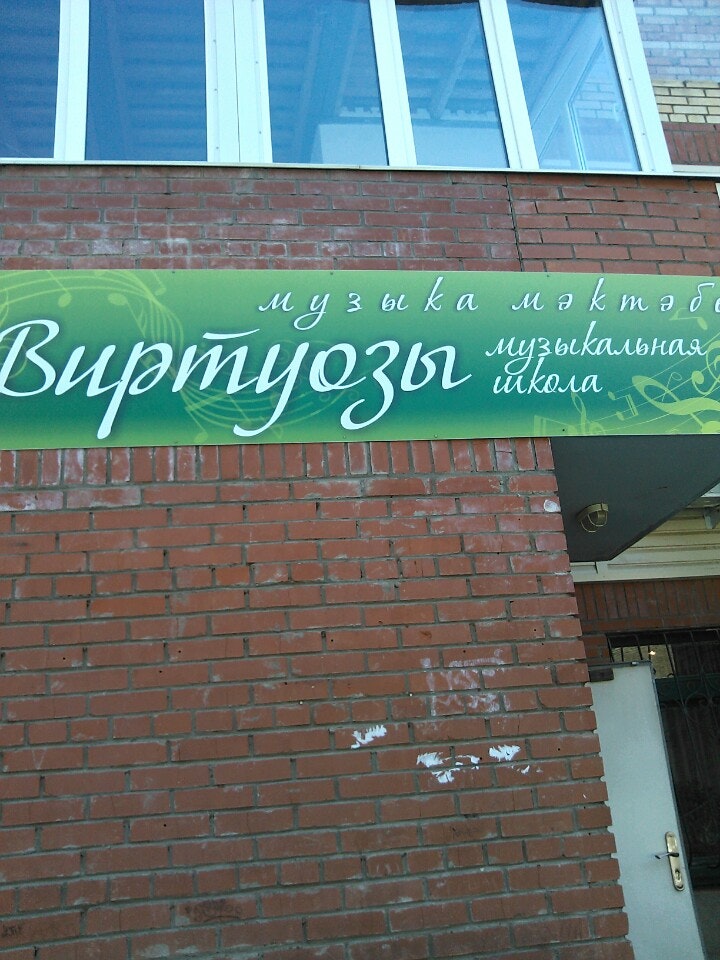 музыка мәктәбе
Виртуозы
музыкальная
школа